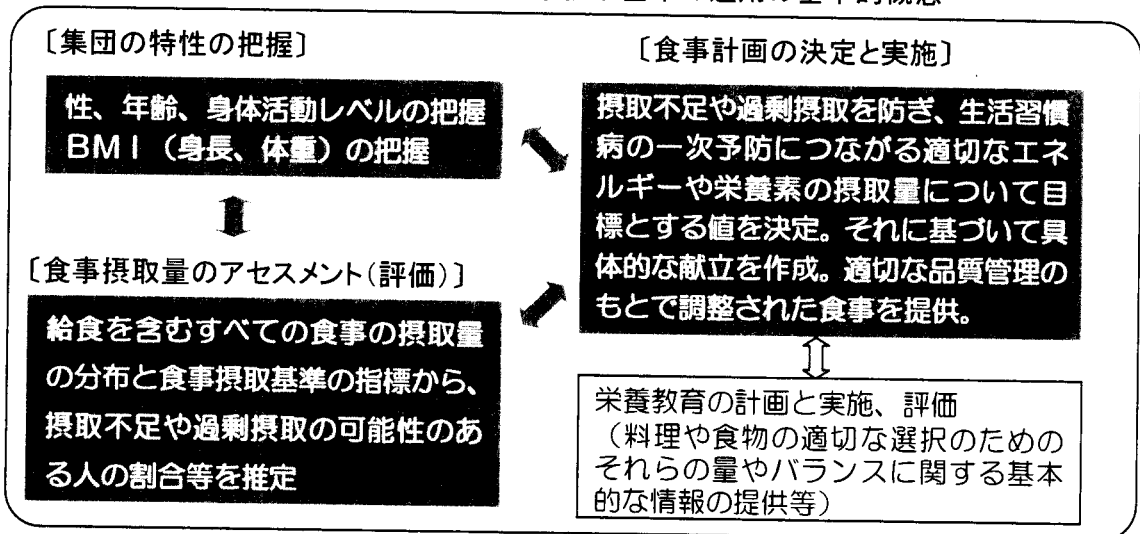 の基本的概念
〔集団の特性の把握〕
性、年齢、身体活動レベルの把握
BMI(身長、体重)の把握
〔食事摂取量のアセスメント(評価)〕
給食を含むすべての食事の摂取量
の分布と食事摂取基準の指標から、
摂取不足や過剰摂取の可能性のあ
る人の割合等を推定
〔食事計画の決定と実施〕
摂取不足や過剰摂取を防ぎ、生活習慣
病の一次予防につながる適切なエネ
ルギーや栄養素の摂取量について目
標とする値を決定。それに基づいて具
体的な献立を作成。適切な品質管理の
もとで調整された食事を提供。
栄養教育の計画と実施、評価
(料理や食物の適切な選択のための
それらの量やバランスに関する基本
的な情報の提供等)